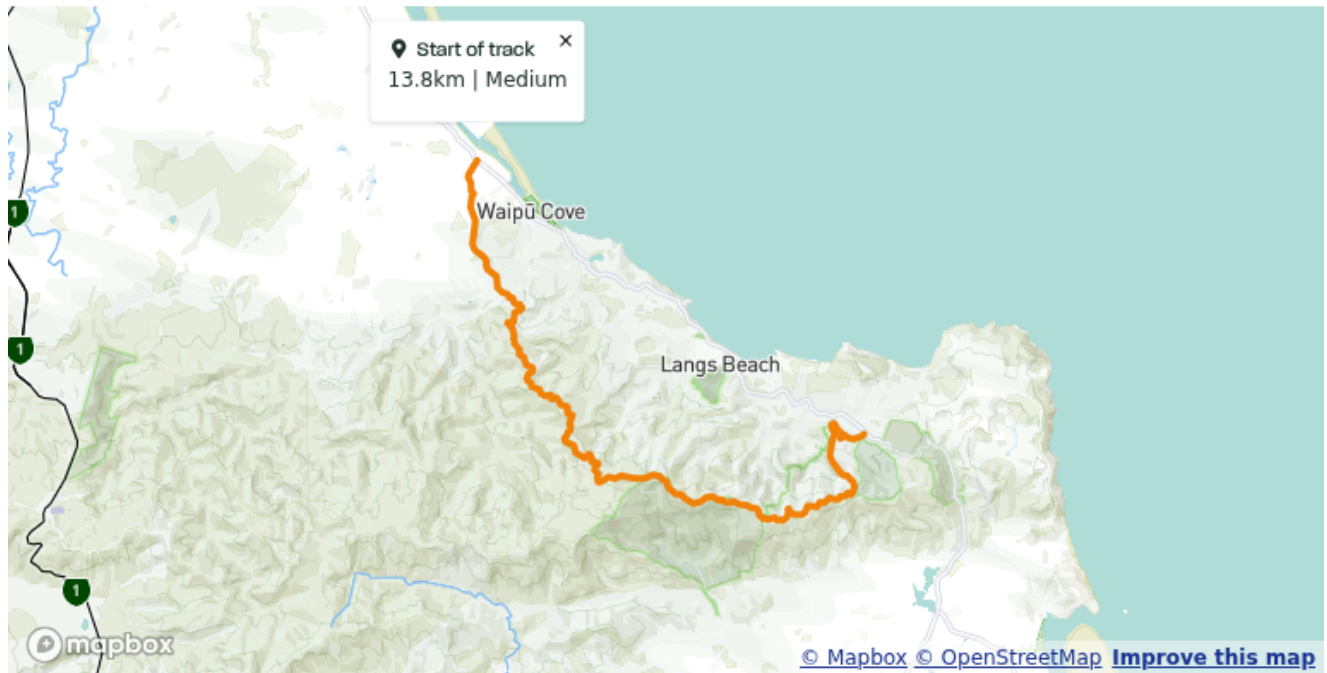 Start of track
×
13.8km | Medium
Waipū Cove
1
Langs Beach
1
1
mapbox
© Mapbox © OpenStreetMap Improve this map